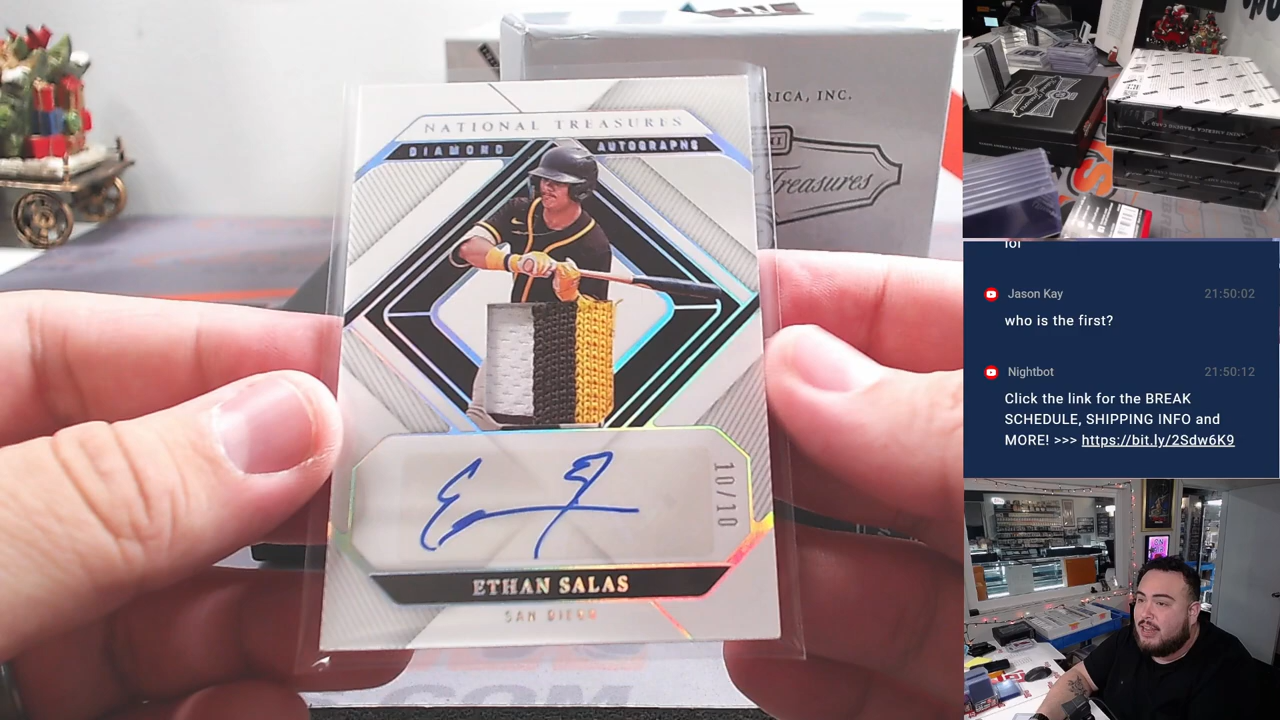 RICA, INC.
Treasures
NATIONAL TREASURES
DIAMOND AUTOGRAPHS
10/10
ETHAN SALAS
SAN DIEGO
.COM
for
Jason Kay 21:50:02
who is the first?
Nightbot 21:50:12
Click the link for the BREAK
SCHEDULE, SHIPPING INFO and
MORE! >>> https://bit.ly/2Sdw6K9